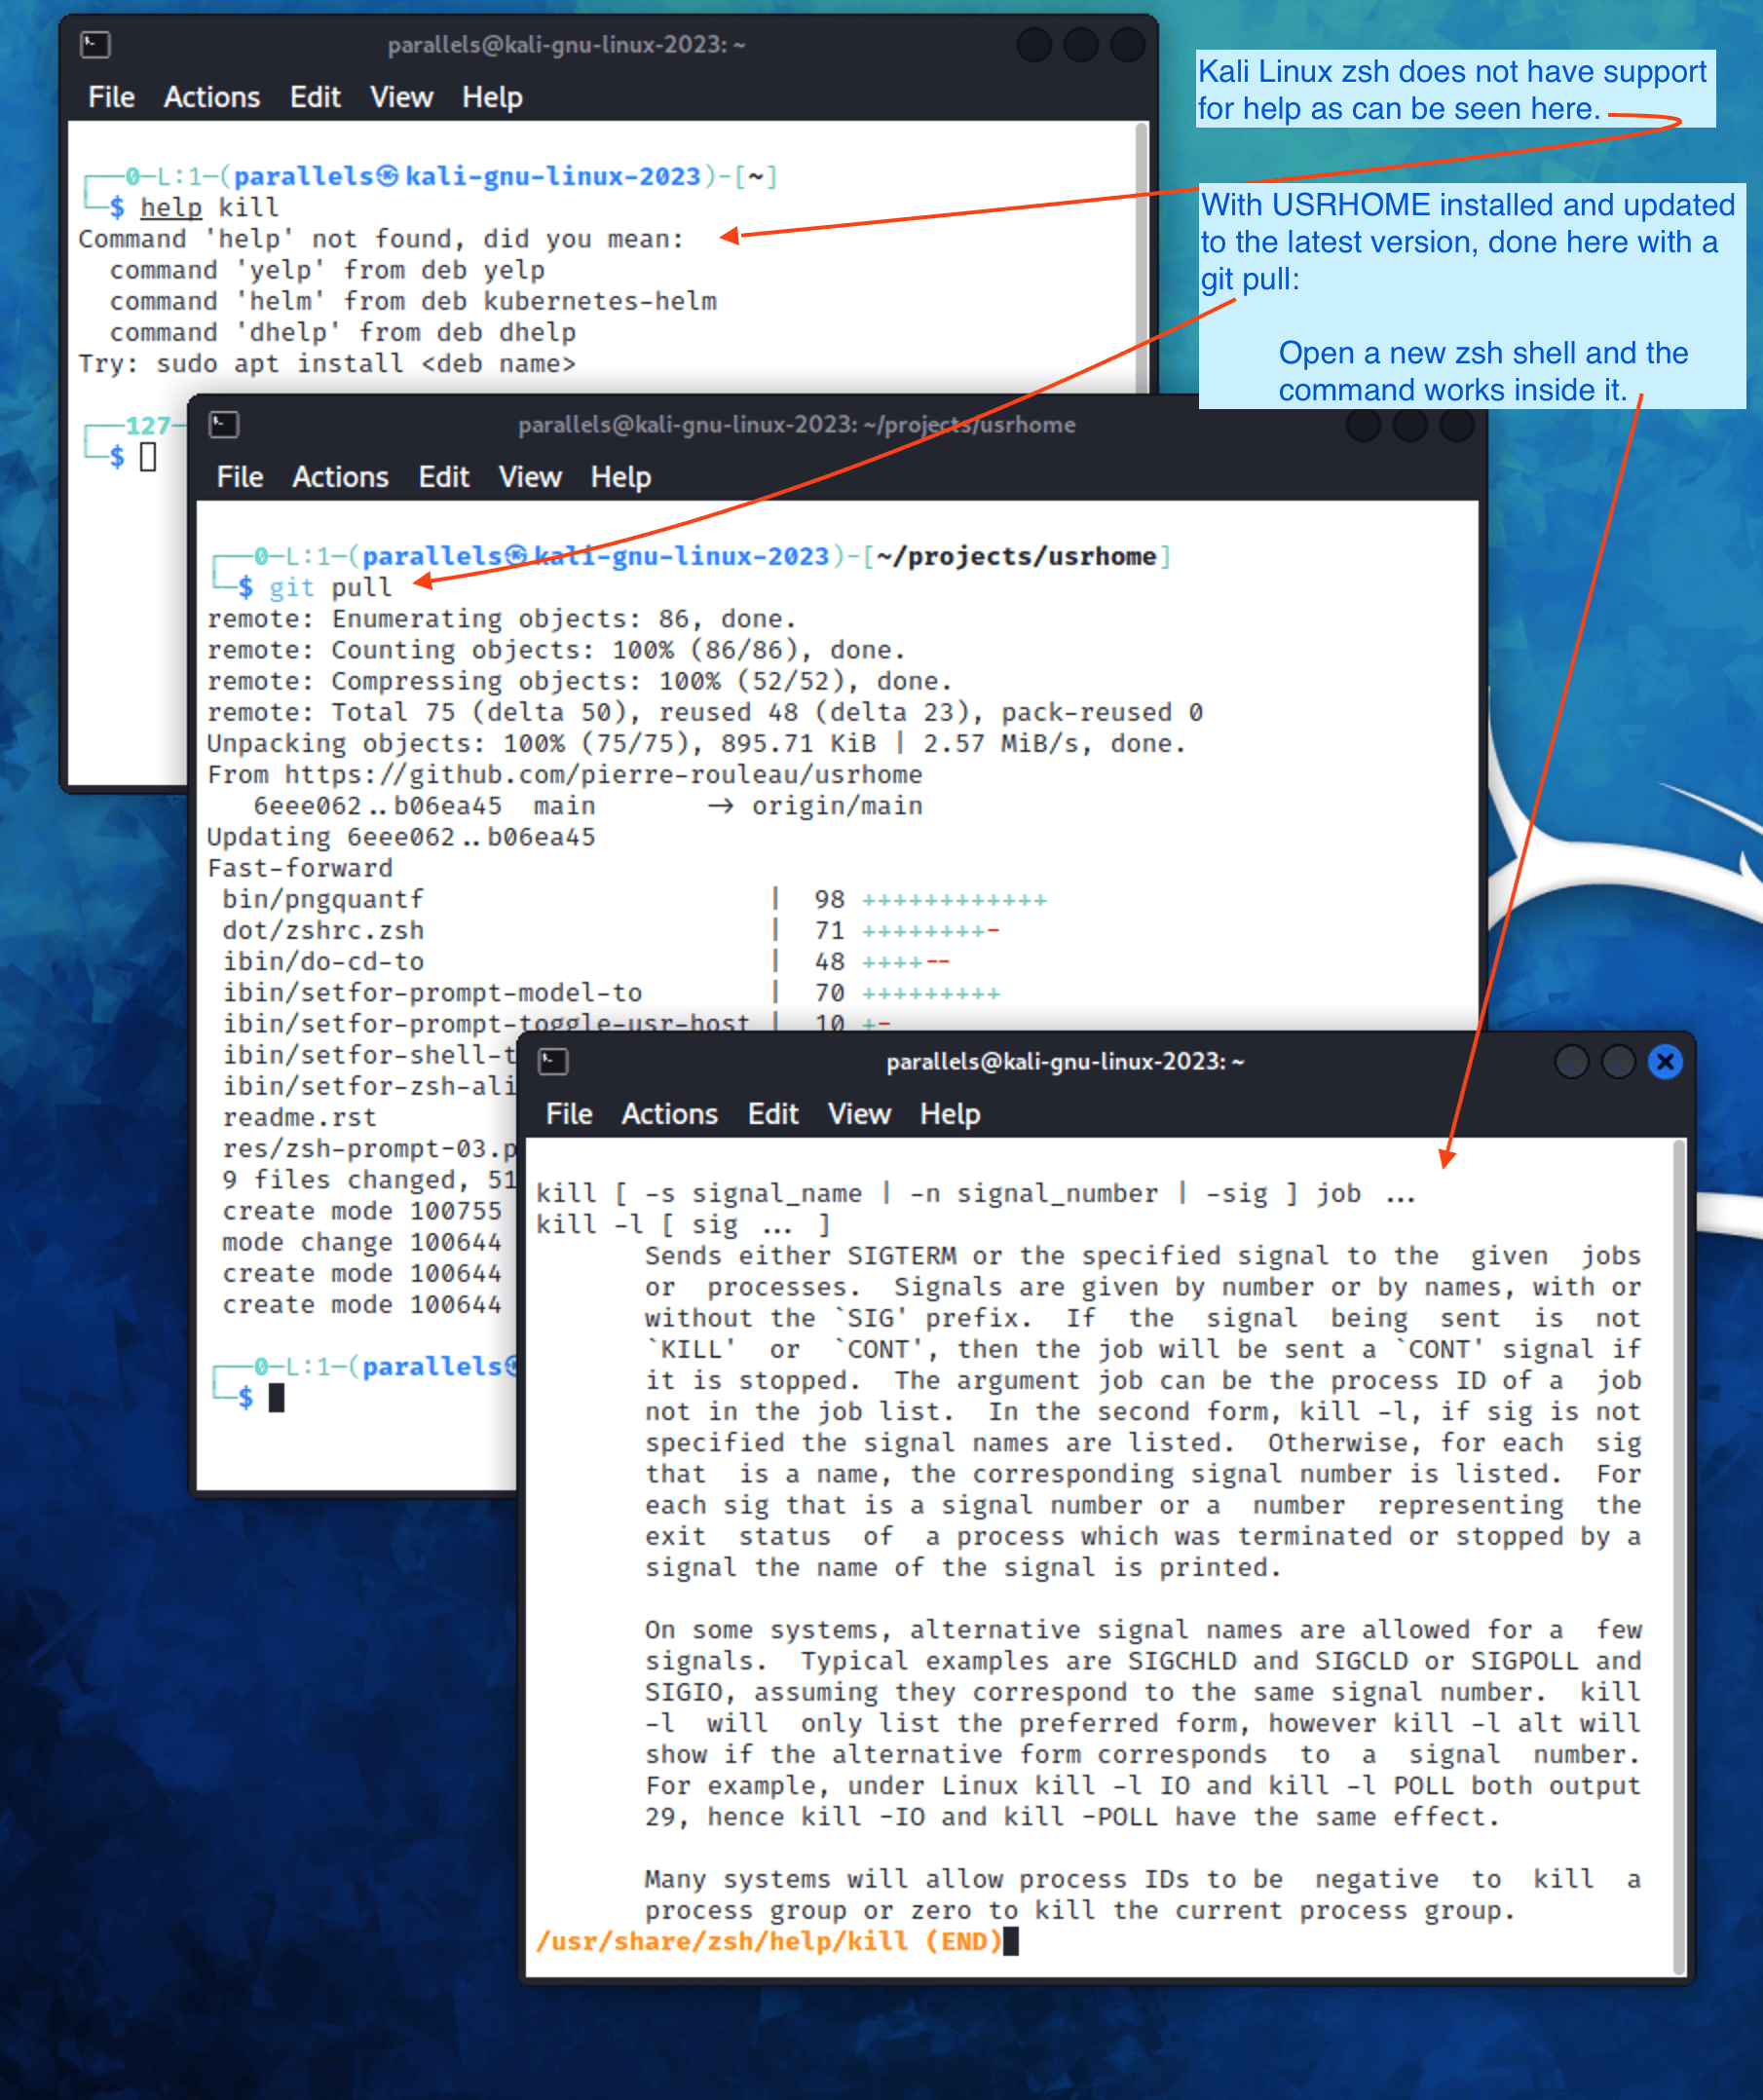 parallels@kali-gnu-linux-2023: ~
File Actions Edit View Help
┌──0─L:1─(parallels㉿kali-gnu-linux-2023)-[~]
└─$ help kill
Command 'help' not found, did you mean:
  command 'yelp' from deb yelp
  command 'helm' from deb kubernetes-helm
  command 'dhelp' from deb dhelp
Try: sudo apt install <deb name>
┌──127─
└─$
Kali Linux zsh does not have support
for help as can be seen here.
With USRHOME installed and updated
to the latest version, done here with a
git pull:
Open a new zsh shell and the
command works inside it.
parallels@kali-gnu-linux-2023: ~/projects/usrhome
File Actions Edit View Help
┌──0─L:1─(parallels㉿kali-gnu-linux-2023)-[~/projects/usrhome]
└─$ git pull
remote: Enumerating objects: 86, done.
remote: Counting objects: 100% (86/86), done.
remote: Compressing objects: 100% (52/52), done.
remote: Total 75 (delta 50), reused 48 (delta 23), pack-reused 0
Unpacking objects: 100% (75/75), 895.71 KiB | 2.57 MiB/s, done.
From https://github.com/pierre-rouleau/usrhome
   6eee062..b06ea45  main       → origin/main
Updating 6eee062..b06ea45
Fast-forward
 bin/pngquantf                      |  98 ++++++++++++
 dot/zshrc.zsh                      |  71 ++++++++-
 ibin/do-cd-to                      |  48 ++++--
 ibin/setfor-prompt-model-to        |  70 +++++++++
 ibin/setfor-prompt-toggle-usr-host |  10 +-
 ibin/setfor-shell-t
 ibin/setfor-zsh-ali
 readme.rst
 res/zsh-prompt-03.p
 9 files changed, 51
 create mode 100755
 mode change 100644
 create mode 100644
 create mode 100644
┌──0─L:1─(parallels㉿
└─$
parallels@kali-gnu-linux-2023: ~
File Actions Edit View Help
kill [ -s signal_name | -n signal_number | -sig ] job ...
kill -l [ sig ... ]
       Sends either SIGTERM or the specified signal to the  given  jobs
       or  processes.  Signals are given by number or by names, with or
       without the `SIG' prefix.  If  the  signal  being  sent  is  not
       `KILL'  or  `CONT', then the job will be sent a `CONT' signal if
       it is stopped.  The argument job can be the process ID of a  job
       not in the job list.  In the second form, kill -l, if sig is not
       specified the signal names are listed.  Otherwise, for each  sig
       that  is a name, the corresponding signal number is listed.  For
       each sig that is a signal number or a  number  representing  the
       exit  status  of  a process which was terminated or stopped by a
       signal the name of the signal is printed.
       On some systems, alternative signal names are allowed for a  few
       signals.  Typical examples are SIGCHLD and SIGCLD or SIGPOLL and
       SIGIO, assuming they correspond to the same signal number.  kill
       -l  will  only list the preferred form, however kill -l alt will
       show if the alternative form corresponds  to  a  signal  number.
       For example, under Linux kill -l IO and kill -l POLL both output
       29, hence kill -IO and kill -POLL have the same effect.
       Many systems will allow process IDs to be  negative  to  kill  a
       process group or zero to kill the current process group.
/usr/share/zsh/help/kill (END)